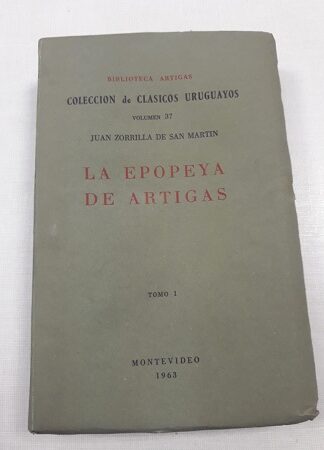 BIBLIOTECA ARTIGAS
COLECCION de CLASICOS URUGUAYOS
VOLUMEN 37
JUAN ZORRILLA DE SAN MARTIN
LA EPOPEYA
DE ARTIGAS
TOMO I
MONTEVIDEO
1963